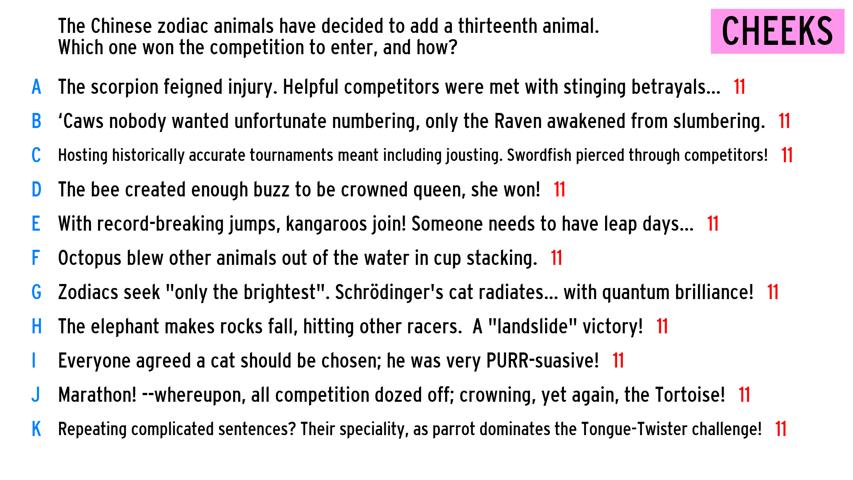 The Chinese zodiac animals have decided to add a thirteenth animal.
Which one won the competition to enter, and how?
CHEEKS
A The scorpion feigned injury. Helpful competitors were met with stinging betrayals... 11
B ‘Caws nobody wanted unfortunate numbering, only the Raven awakened from slumbering. 11
C Hosting historically accurate tournaments meant including jousting. Swordfish pierced through competitors! 11
D The bee created enough buzz to be crowned queen, she won! 11
E With record-breaking jumps, kangaroos join! Someone needs to have leap days... 11
F Octopus blew other animals out of the water in cup stacking. 11
G Zodiacs seek "only the brightest". Schrödinger's cat radiates... with quantum brilliance! 11
H The elephant makes rocks fall, hitting other racers. A "landslide" victory! 11
I Everyone agreed a cat should be chosen; he was very PURR-suasive! 11
J Marathon! --whereupon, all competition dozed off; crowning, yet again, the Tortoise! 11
K Repeating complicated sentences? Their speciality, as parrot dominates the Tongue-Twister challenge! 11